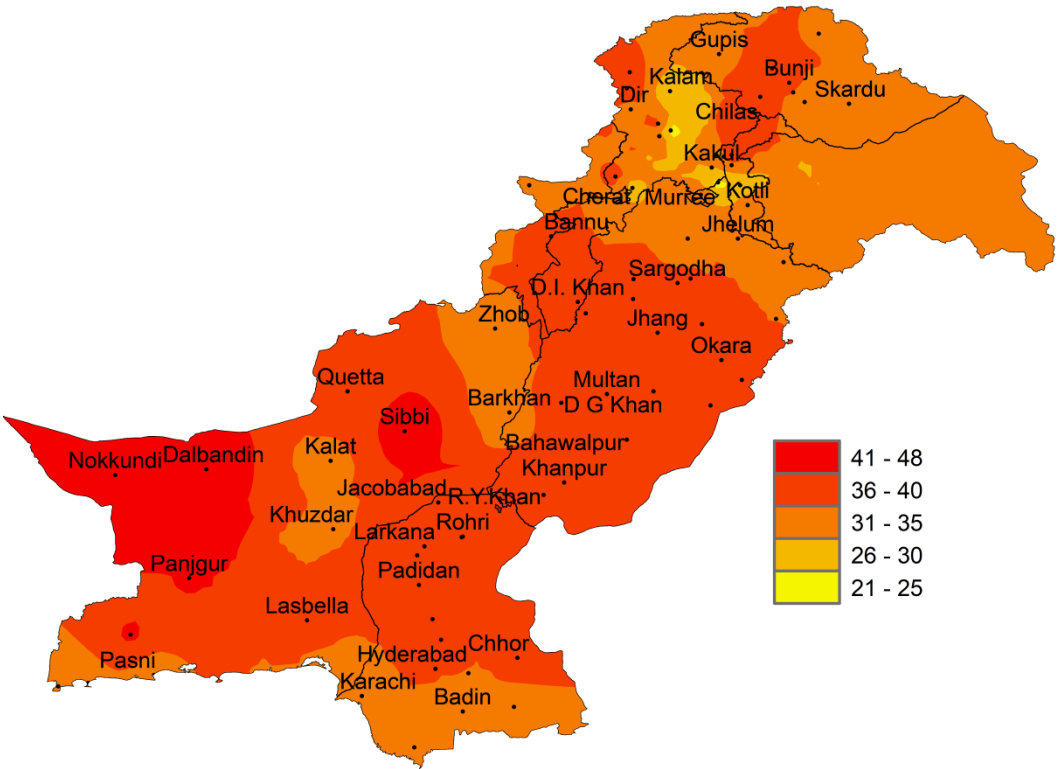 Gupis
Kalam
Bunji
Dir
Skardu
Chilas
Kakul
Cherat
Murree
Kotli
Bannu
Jhelum
Sargodha
D.I. Khan
Zhob
Jhang
Okara
Quetta
Multan
Barkhan
D G Khan
Sibbi
Bahawalpur
Kalat
Nokkundi
Dalbandin
Khanpur
Jacobabad
R.Y.Khan
Khuzdar
Rohri
Larkana
Panjgur
Padidan
Lasbella
Chhor
Pasni
Hyderabad
Karachi
Badin
41 - 48
36 - 40
31 - 35
26 - 30
21 - 25